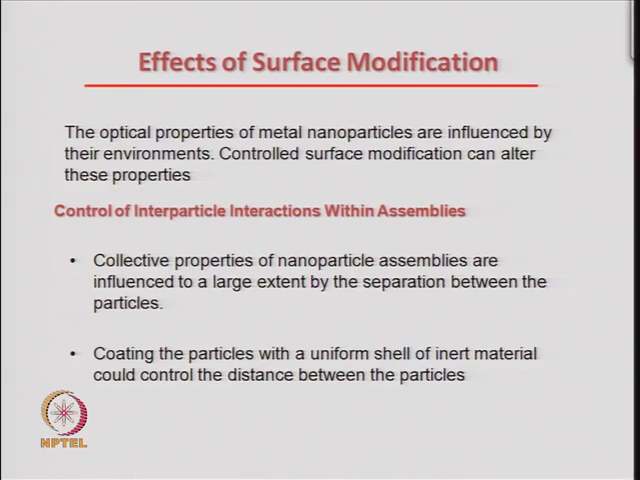 Effects of Surface Modification
The optical properties of metal nanoparticles are influenced by
their environments. Controlled surface modification can alter
these properties
Control of Interparticle Interactions Within Assemblies
• Collective properties of nanoparticle assemblies are
influenced to a large extent by the separation between the
particles.
• Coating the particles with a uniform shell of inert material
could control the distance between the particles
NPTEL